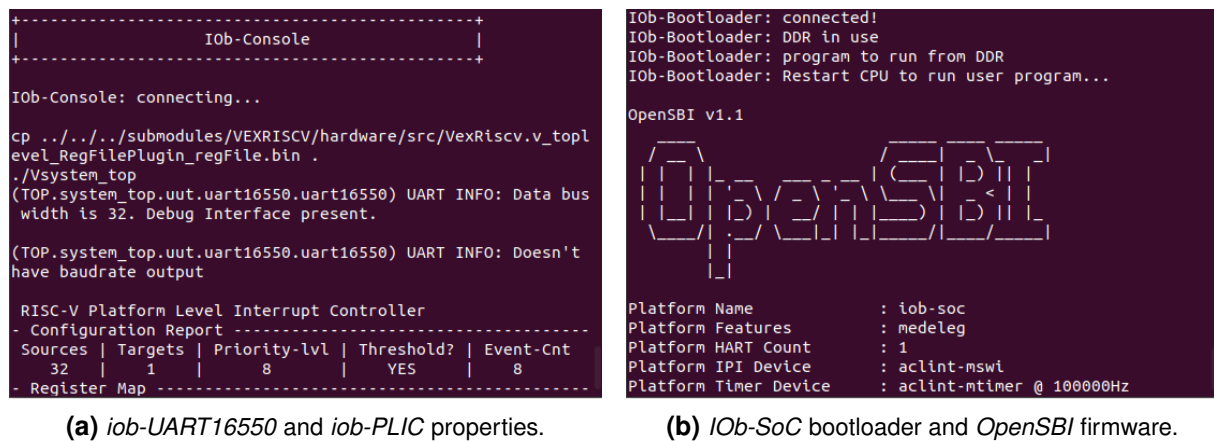 +-----------------------------------------------+
| IOb-Console |
+-----------------------------------------------+
IOb-Console: connecting...
cp ../../../submodules/VEXRISCV/hardware/src/VexRiscv.v_topl
evel_RegFilePlugin_regFile.bin .
./Vsystem_top
(TOP.system_top.uut.uart16550.uart16550) UART INFO: Data bus
width is 32. Debug Interface present.
(TOP.system_top.uut.uart16550.uart16550) UART INFO: Doesn't
have baudrate output
RISC-V Platform Level Interrupt Controller
- Configuration Report -------------------------------------
Sources | Targets | Priority-lvl | Threshold? | Event-Cnt
32 | 1 | 8 | YES | 8
- Register Map ---------------------------------------------
(a) iob-UART16550 and iob-PLIC properties.
IOb-Bootloader: connected!
IOb-Bootloader: DDR in use
IOb-Bootloader: program to run from DDR
IOb-Bootloader: Restart CPU to run user program...
OpenSBI v1.1
OpenSBI
Platform Name : iob-soc
Platform Features : medeleg
Platform HART Count : 1
Platform IPI Device : aclint-mswi
Platform Timer Device : aclint-mtimer @ 100000Hz
(b) IOb-SoC bootloader and OpenSBI firmware.